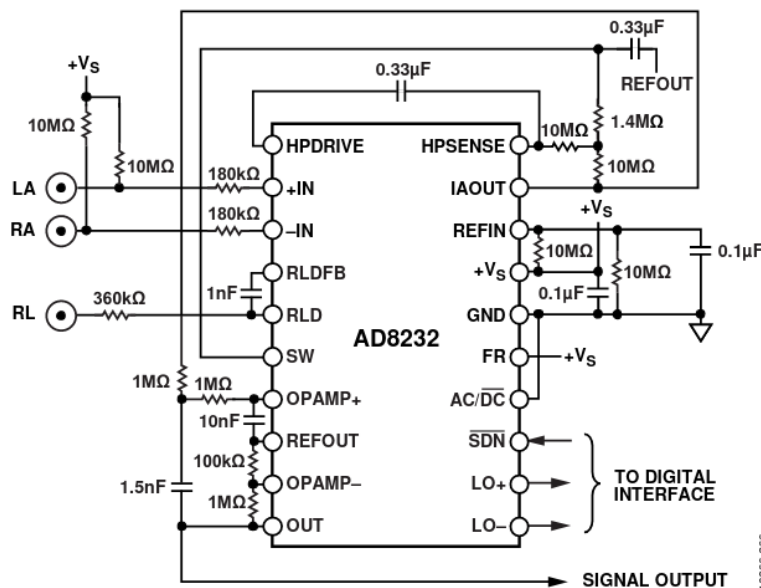 0.33µF
+VS
0.33µF
REFOUT
10MΩ
HPDRIVE
HPSENSE
10MΩ
1.4MΩ
10MΩ
180kΩ
10MΩ
LA
+IN
IAOUT
+VS
180kΩ
RA
–IN
REFIN
10MΩ
0.1µF
RLDFB
+VS
10MΩ
1nF
0.1µF
360kΩ
RL
RLD
GND
AD8232
SW
FR
+VS
1MΩ
1MΩ
OPAMP+
AC/DC
10nF
REFOUT
SDN
100kΩ
1.5nF
OPAMP–
LO+
TO DIGITAL
INTERFACE
1MΩ
OUT
LO–
SIGNAL OUTPUT